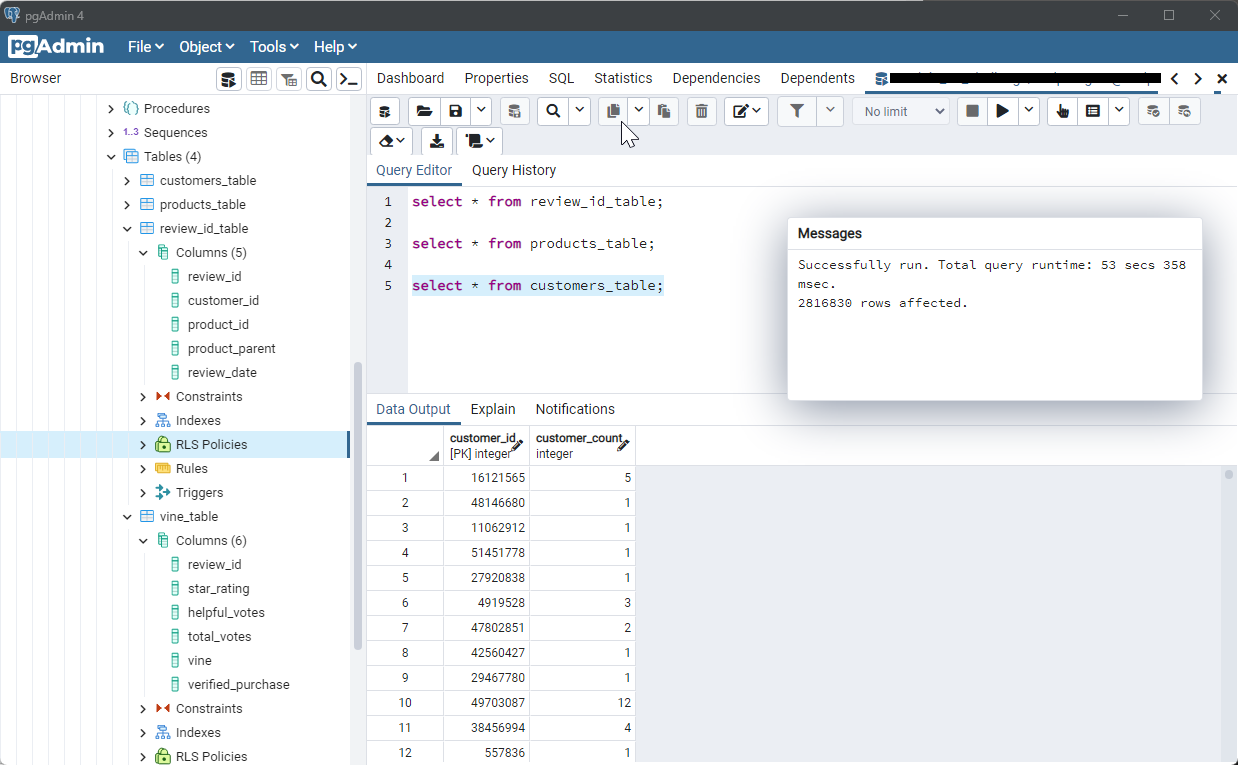 pgAdmin 4
pgAdmin File Object Tools Help
Browser
Dashboard Properties SQL Statistics Dependencies Dependents
Procedures
1..3 Sequences
Tables (4)
customers_table
products_table
review_id_table
Columns (5)
review_id
customer_id
product_id
product_parent
review_date
Constraints
Indexes
RLS Policies
Rules
Triggers
vine_table
Columns (6)
review_id
star_rating
helpful_votes
total_votes
vine
verified_purchase
Constraints
Indexes
RLS Policies
No limit
Query Editor Query History
1 select * from review_id_table;
2
3 select * from products_table;
4
5 select * from customers_table;
Messages
Successfully run. Total query runtime: 53 secs 358
msec.
2816830 rows affected.
Data Output Explain Notifications
customer_id customer_count
[PK] integer integer
1 16121565 5
2 48146680 1
3 11062912 1
4 51451778 1
5 27920838 1
6 4919528 3
7 47802851 2
8 42560427 1
9 29467780 1
10 49703087 12
11 38456994 4
12 557836 1